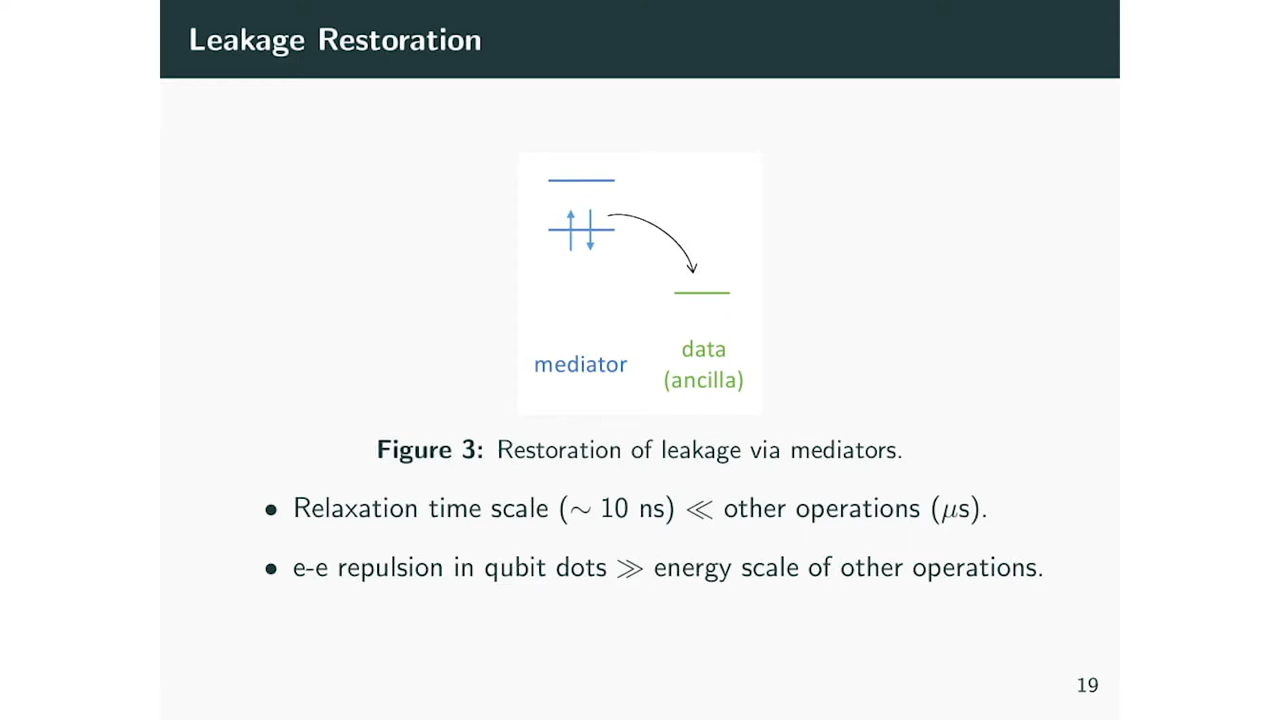 Leakage Restoration
mediator
data
(ancilla)
Figure 3: Restoration of leakage via mediators.
• Relaxation time scale (∼ 10 ns) ≪ other operations (μs).
• e-e repulsion in qubit dots ≫ energy scale of other operations.
19